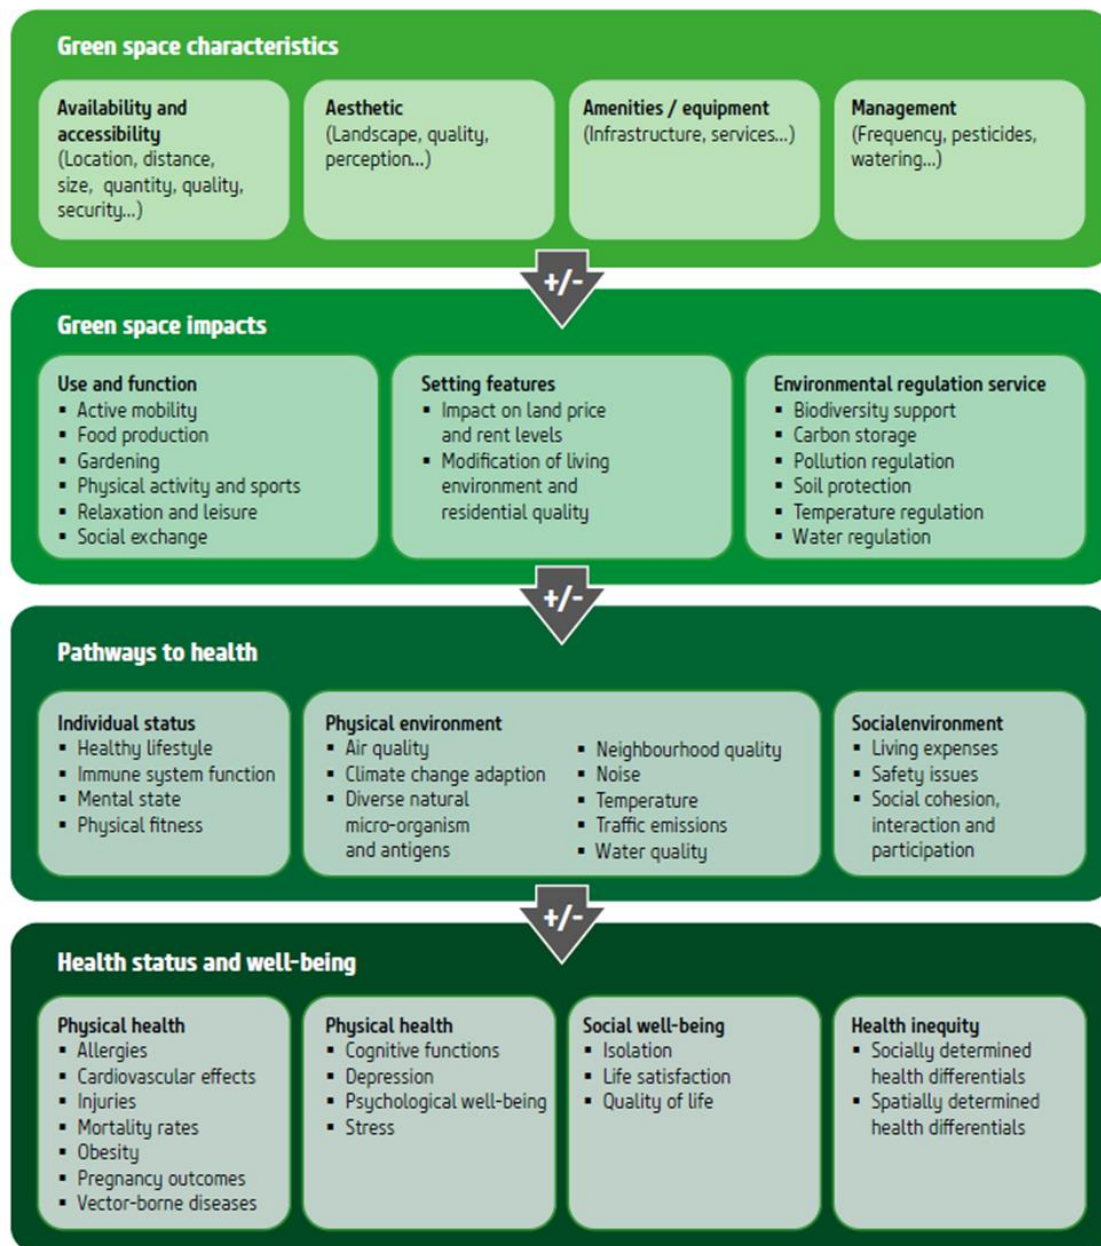 Green space characteristics
Availability and
accessibility
(Location, distance,
size, quantity, quality,
security...)
Aesthetic
(Landscape, quality,
perception...)
Amenities / equipment
(Infrastructure, services...)
Management
(Frequency, pesticides,
watering...)
+/-
Green space impacts
Use and function
▪ Active mobility
▪ Food production
▪ Gardening
▪ Physical activity and sports
▪ Relaxation and leisure
▪ Social exchange
Setting features
▪ Impact on land price
and rent levels
▪ Modification of living
environment and
residential quality
Environmental regulation service
▪ Biodiversity support
▪ Carbon storage
▪ Pollution regulation
▪ Soil protection
▪ Temperature regulation
▪ Water regulation
+/-
Pathways to health
Individual status
▪ Healthy lifestyle
▪ Immune system function
▪ Mental state
▪ Physical fitness
Physical environment
▪ Air quality
▪ Climate change adaption
▪ Diverse natural
micro-organism
and antigens
▪ Neighbourhood quality
▪ Noise
▪ Temperature
▪ Traffic emissions
▪ Water quality
Socialenvironment
▪ Living expenses
▪ Safety issues
▪ Social cohesion,
interaction and
participation
+/-
Health status and well-being
Physical health
▪ Allergies
▪ Cardiovascular effects
▪ Injuries
▪ Mortality rates
▪ Obesity
▪ Pregnancy outcomes
▪ Vector-borne diseases
Physical health
▪ Cognitive functions
▪ Depression
▪ Psychological well-being
▪ Stress
Social well-being
▪ Isolation
▪ Life satisfaction
▪ Quality of life
Health inequity
▪ Socially determined
health differentials
▪ Spatially determined
health differentials